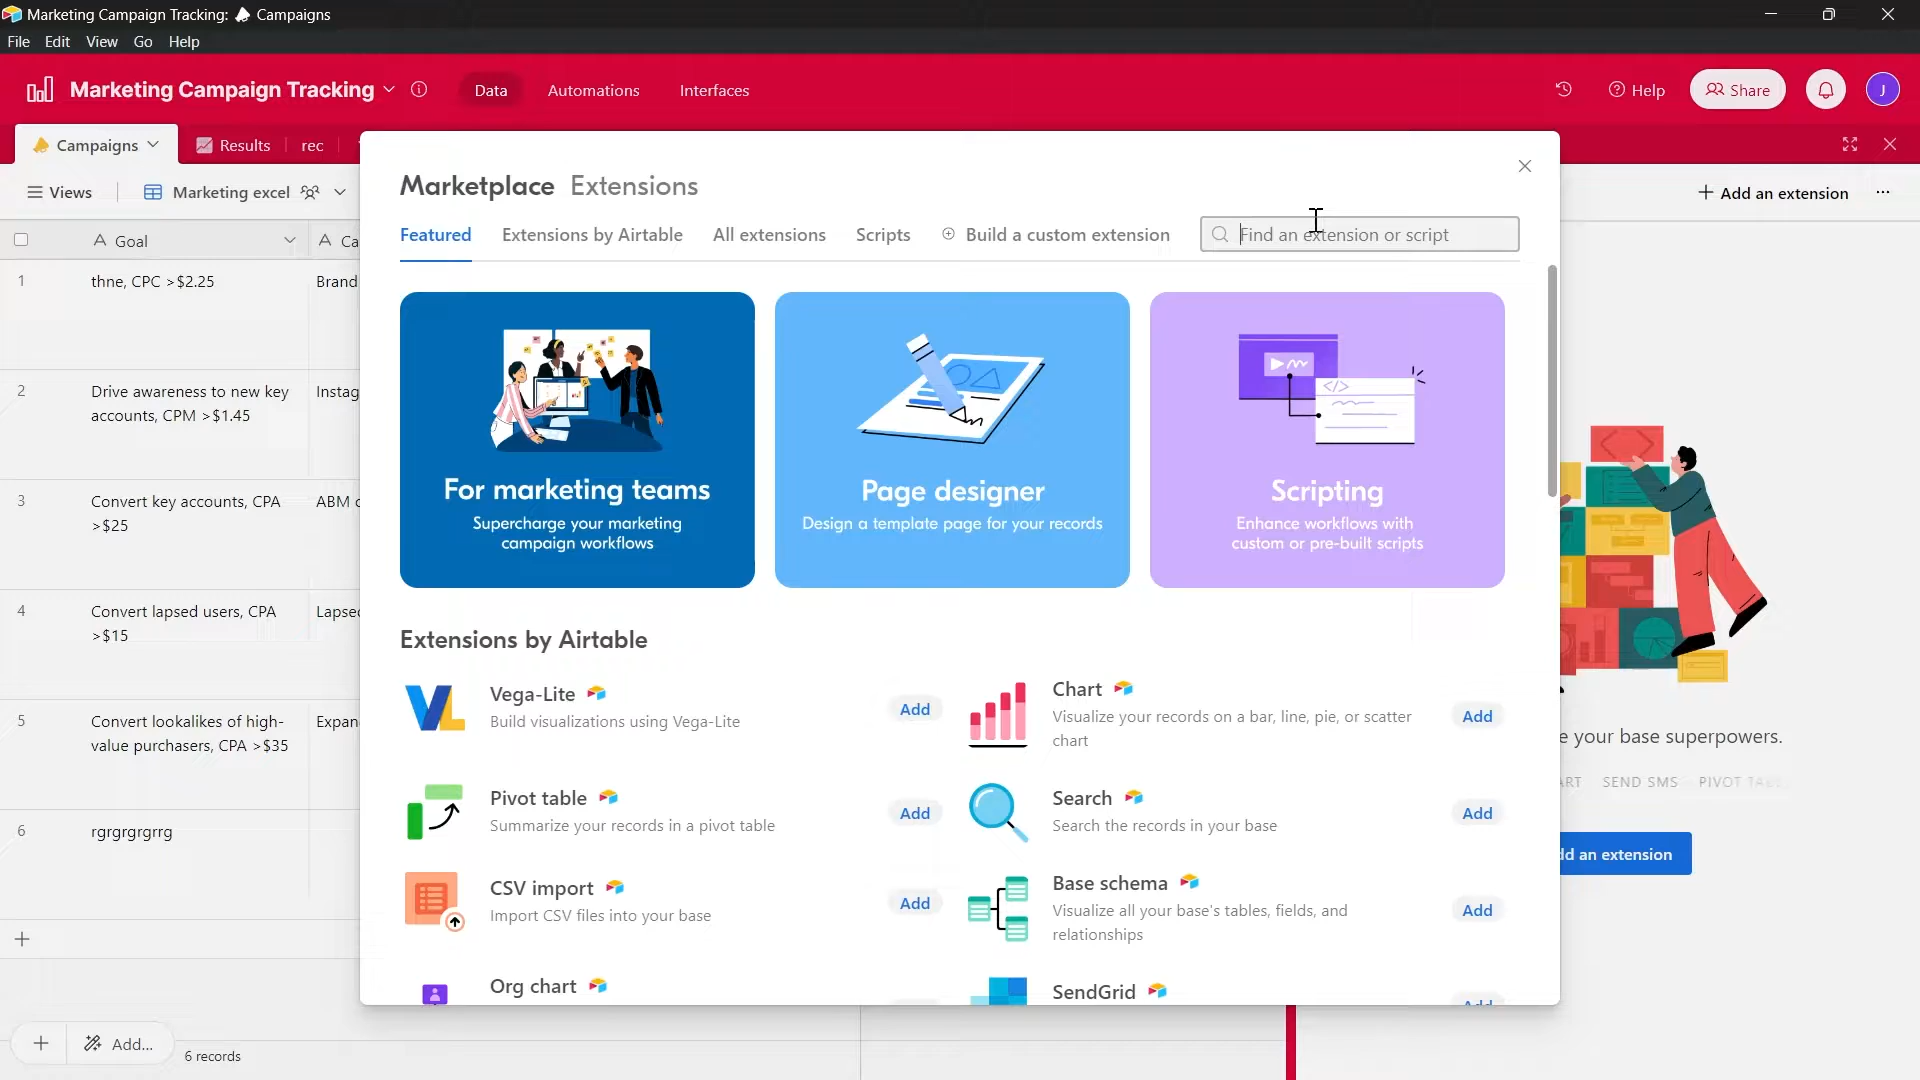 Marketing Campaign Tracking: Campaigns
File Edit View Go Help
Marketing Campaign Tracking
Data Automations Interfaces
Help Share J
Campaigns Results rec
Views Marketing excel
Add an extension
Goal
1 thne, CPC >$2.25
Brand
2 Drive awareness to new key
accounts, CPM >$1.45
Instag
3 Convert key accounts, CPA
>$25
ABM
4 Convert lapsed users, CPA
>$15
Lapse
5 Convert lookalikes of high-
value purchasers, CPA >$35
Expan
6 rgrgrgrgrrg
Add...
6 records
Marketplace Extensions
Featured Extensions by Airtable All extensions Scripts Build a custom extension Find an extension or script
For marketing teams
Supercharge your marketing
campaign workflows
Page designer
Design a template page for your records
Scripting
Enhance workflows with
custom or pre-built scripts
Extensions by Airtable
Vega-Lite
Build visualizations using Vega-Lite
Add
Chart
Visualize your records on a bar, line, pie, or scatter
chart
Add
Pivot table
Summarize your records in a pivot table
Add
Search
Search the records in your base
Add
CSV import
Import CSV files into your base
Add
Base schema
Visualize all your base's tables, fields, and
relationships
Add
Org chart
SendGrid
Add
e your base superpowers.
ART SEND SMS PIVOT TAB
dd an extension